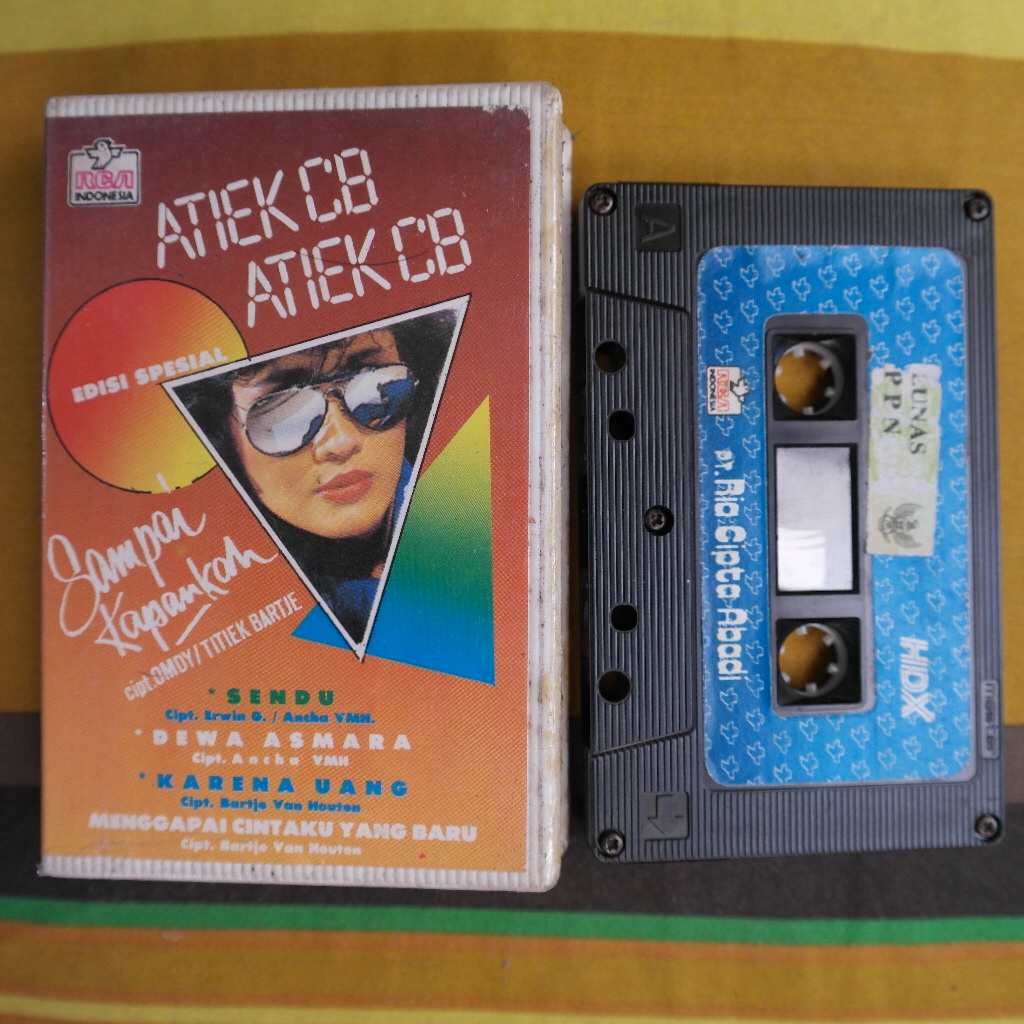 RCA
INDONESIA
ATIEK CB
ATIEK CB
EDISI SPESIAL
Sampai
Kapankah
cipt.OMDY/TITIEK BARTJE
* SENDU
Cipt. Erwin G. / Ancha VMH.
* DEWA ASMARA
Cipt. Ancha VMH
* KARENA UANG
Cipt. Bartje Van Houten
MENGGAPAI CINTAKU YANG BARU
Cipt. Bartje Van Houten
A
RCA
INDONESIA
PT. Ria Cipta Abadi
LUNAS
PPN
HIDX